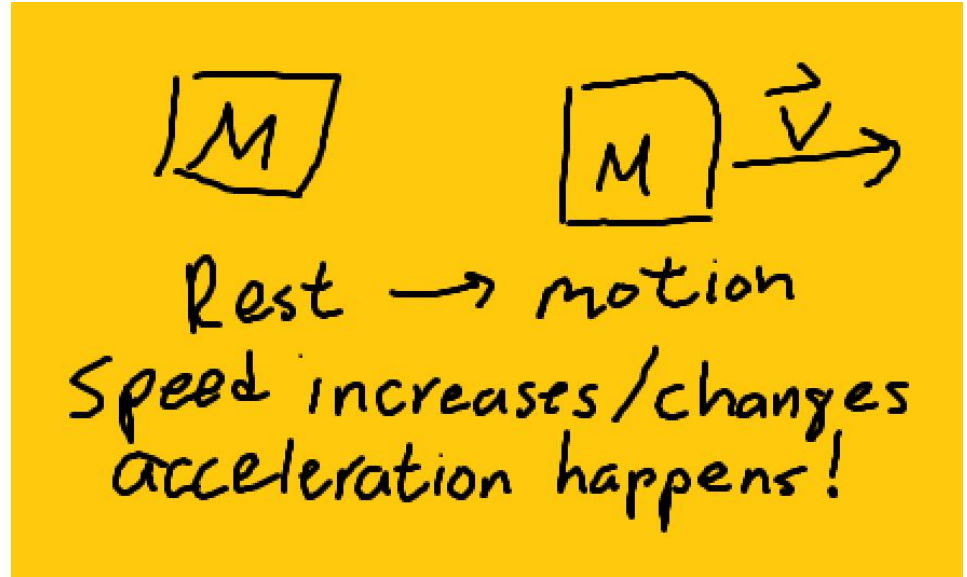 M M v⃗
Rest → motion
Speed increases/changes
acceleration happens!